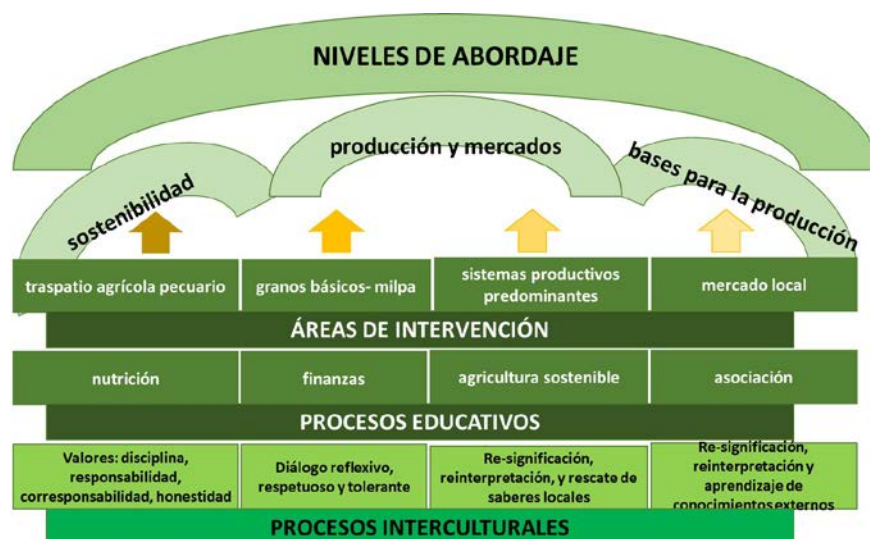 NIVELES DE ABORDAJE
sostenibilidad
producción y mercados
bases para la producción
traspatio agrícola pecuario
granos básicos- milpa
sistemas productivos
predominantes
mercado local
ÁREAS DE INTERVENCIÓN
nutrición
finanzas
agricultura sostenible
asociación
PROCESOS EDUCATIVOS
Valores: disciplina,
responsabilidad,
corresponsabilidad, honestidad
Diálogo reflexivo,
respetuoso y tolerante
Re-significación,
reinterpretación, y rescate de
saberes locales
Re-significación,
reinterpretación y
aprendizaje de
conocimientos externos
PROCESOS INTERCULTURALES